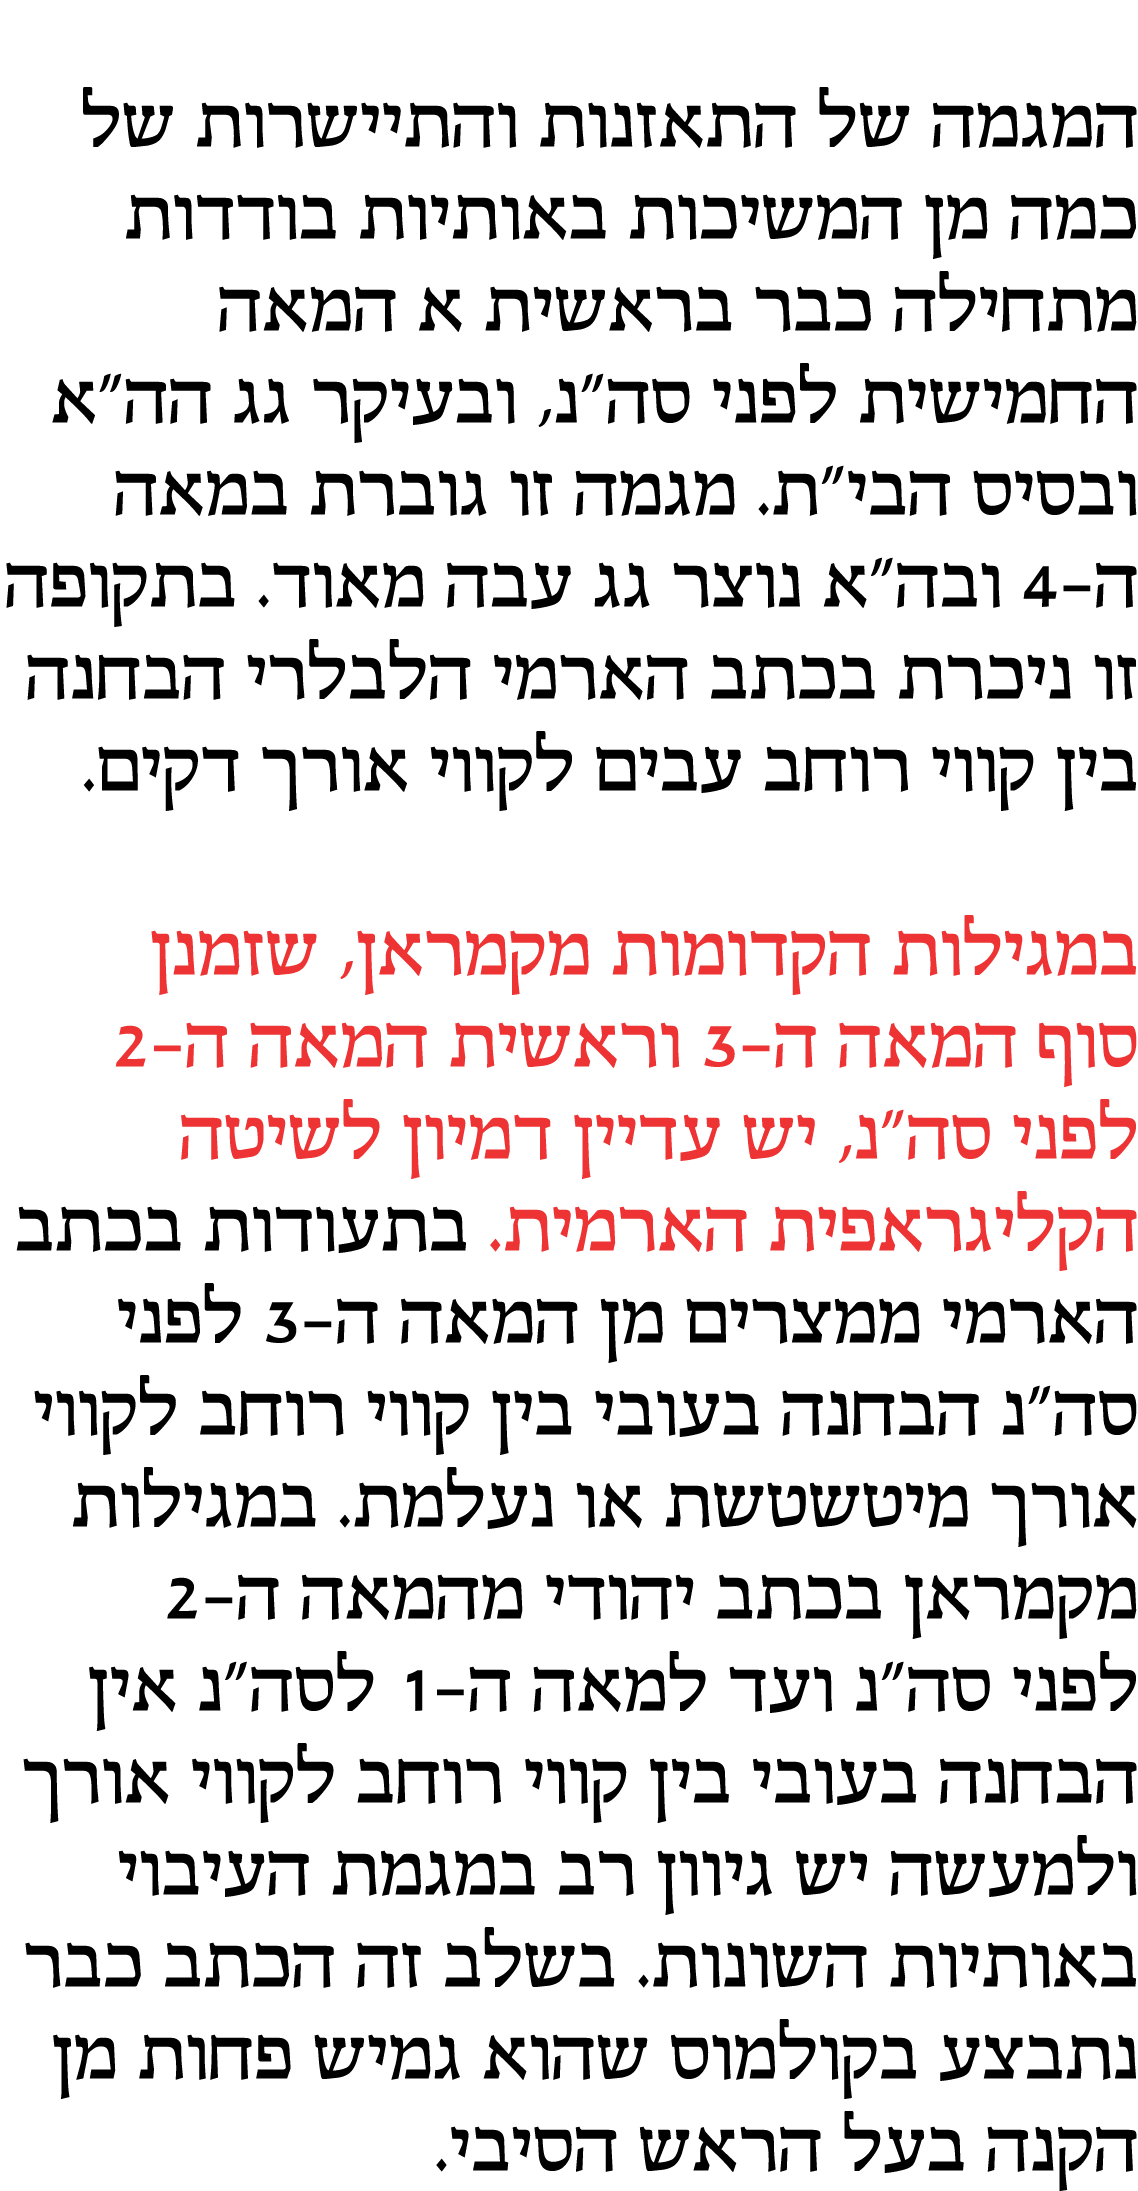 המגמה של התאזנות והתיישרות של
כמה מן המשיכות באותיות בודדות
מתחילה כבר בראשית א המאה
החמישית לפני סה״נ, ובעיקר גג הה״א
ובסיס הבי״ת. מגמה זו גוברת במאה
ה-4 ובה״א נוצר גג עבה מאוד. בתקופה
זו ניכרת בכתב הארמי הלבלרי הבחנה
בין קווי רוחב עבים לקווי אורך דקים.
במגילות הקדומות מקמראן, שזמנן
סוף המאה ה-3 וראשית המאה ה-2
לפני סה״נ, יש עדיין דמיון לשיטה
הקליגראפית הארמית. בתעודות בכתב
הארמי ממצרים מן המאה ה-3 לפני
סה״נ הבחנה בעובי בין קווי רוחב לקווי
אורך מיטשטשת או נעלמת. במגילות
מקמראן בכתב יהודי מהמאה ה-2
לפני סה״נ ועד למאה ה-1 לסה״נ אין
הבחנה בעובי בין קווי רוחב לקווי אורך
ולמעשה יש גיוון רב במגמת העיבוי
באותיות השונות. בשלב זה הכתב כבר
נתבצע בקולמוס שהוא גמיש פחות מן
הקנה בעל הראש הסיבי.